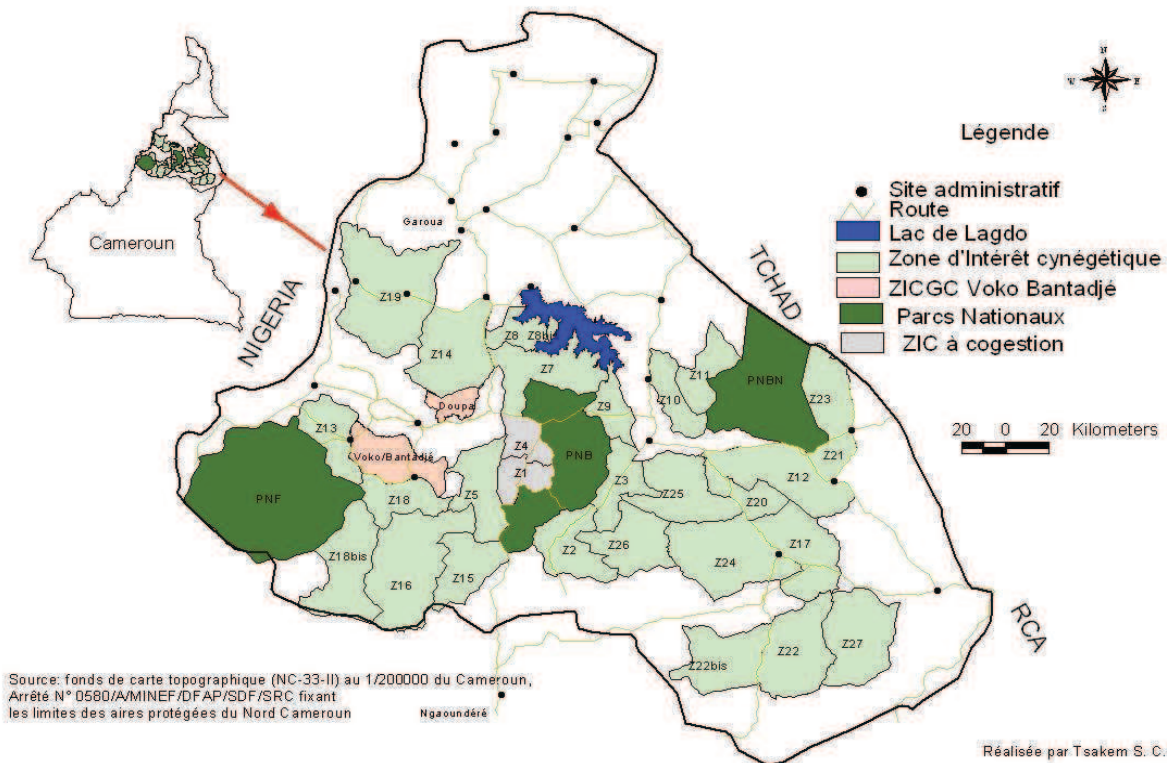 N
W
E
S
Légende
Site administratif
Route
Lac de Lagdo
Zone d'Intérêt cynégétique
ZICGC Voko Bantadjé
Parcs Nationaux
ZIC à cogestion
20 0 20 Kilometers
Cameroun
NIGERIA
TCHAD
RCA
Garoua
Z19
Z14
Z8
Z8bis
Z7
Z11
PNBN
Z10
Z23
Doupa
Z9
Z13
Z4
Voko/Bantadjé
PNB
Z21
Z1
Z3
Z12
PNF
Z18
Z5
Z25
Z20
Z18bis
Z2
Z26
Z17
Z16
Z15
Z24
Z22bis
Z22
Z27
Source: fonds de carte topographique (NC-33-II) au 1/200000 du Cameroun,
Arrêté N° 0580/A/MINEF/DFAP/SDF/SRC fixant
les limites des aires protégées du Nord Cameroun
Ngaoundéré
Réalisée par Tsakem S. C.